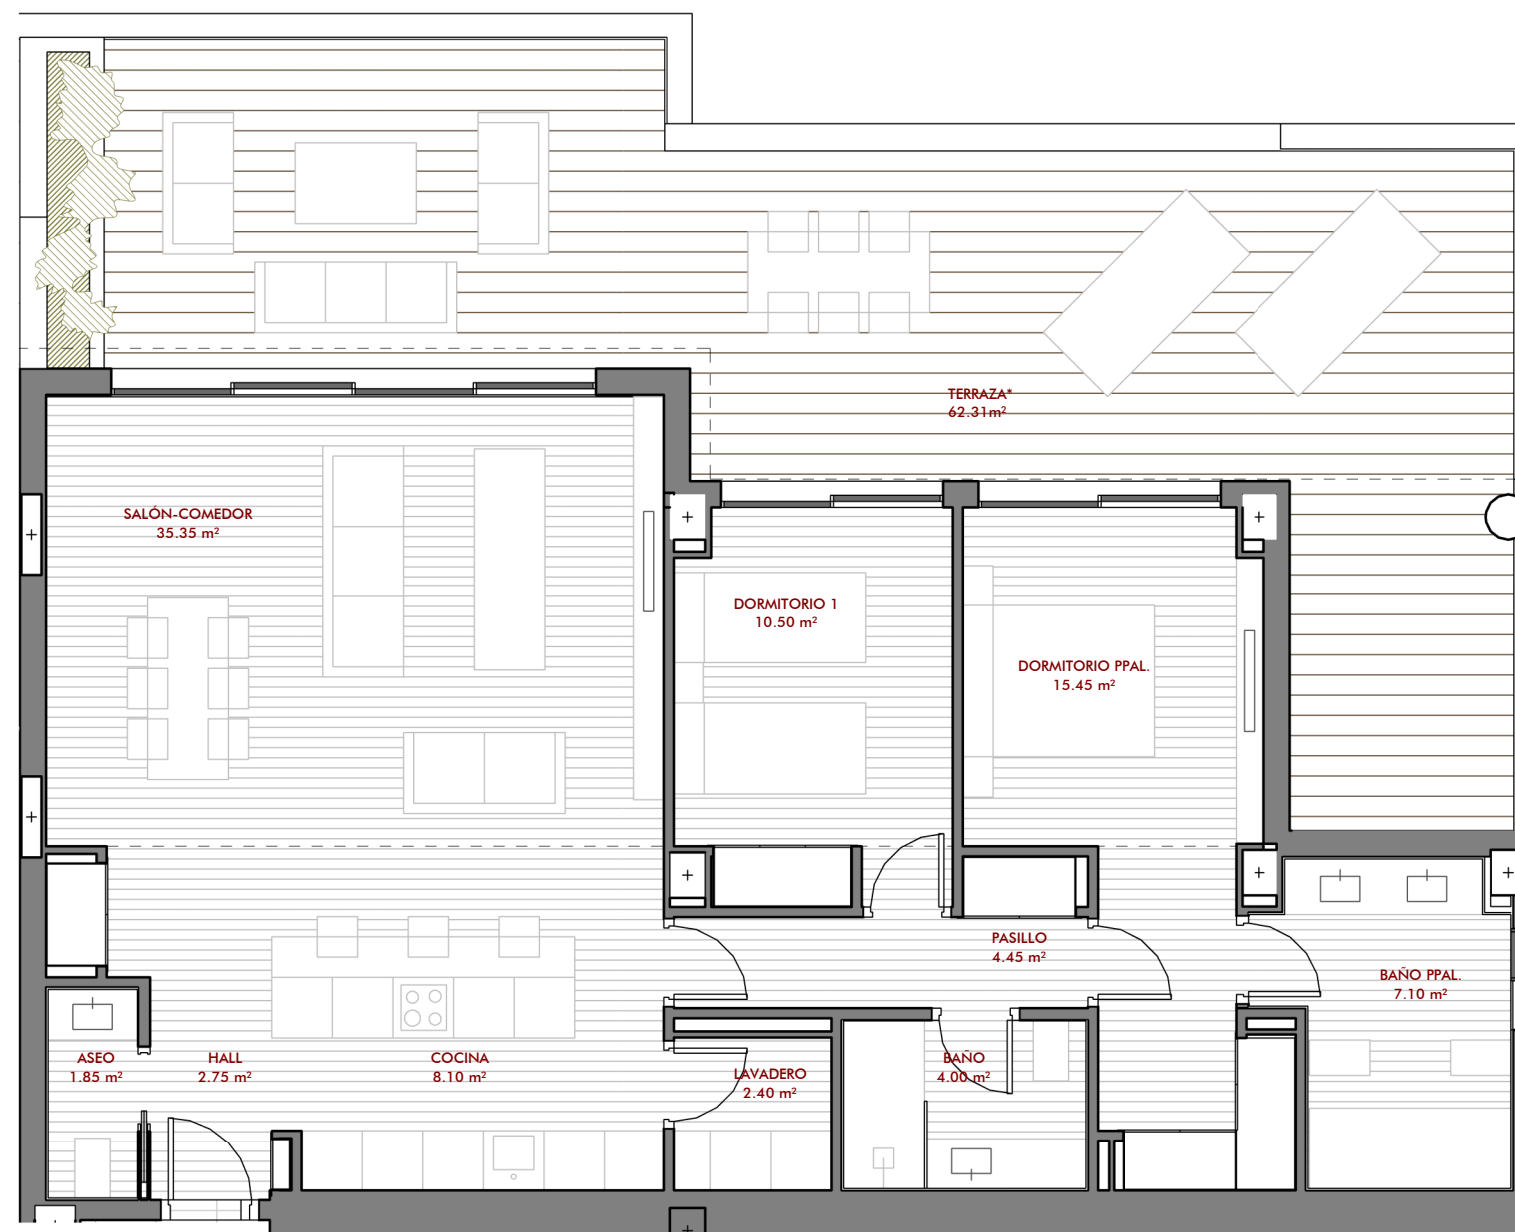 TERRAZA*
62.31m²
SALÓN-COMEDOR
35.35 m²
DORMITORIO 1
10.50 m²
DORMITORIO PPAL.
15.45 m²
PASILLO
4.45 m²
BAÑO PPAL.
7.10 m²
ASEO
1.85 m²
HALL
2.75 m²
COCINA
8.10 m²
LAVADERO
2.40 m²
BAÑO
4.00 m²